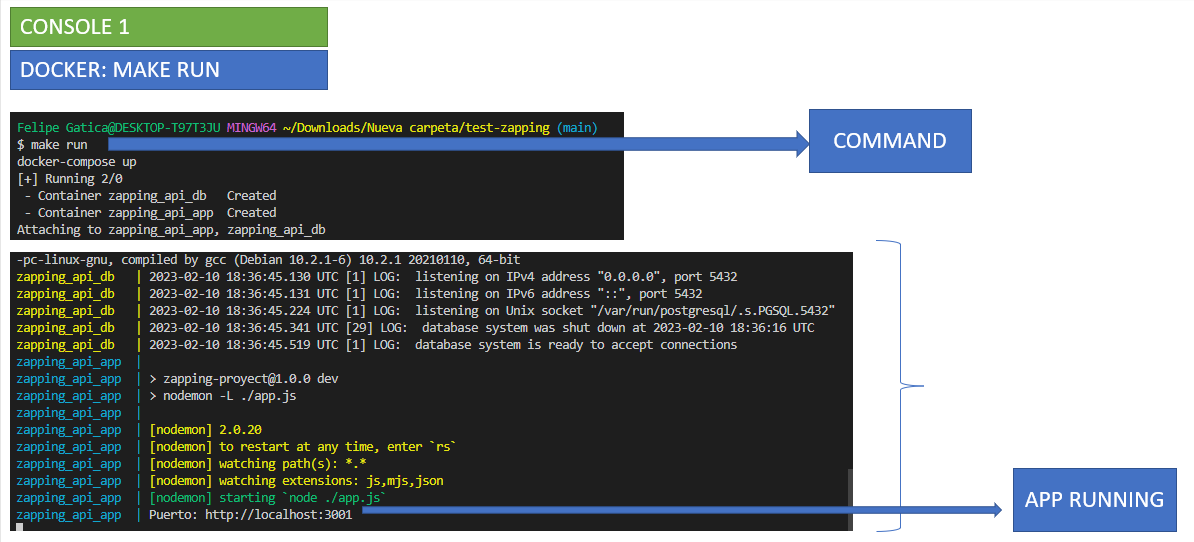 CONSOLE 1
DOCKER: MAKE RUN
Felipe Gatica@DESKTOP-T97T3JU MINGW64 ~/Downloads/Nueva carpeta/test-zapping (main)
$ make run
COMMAND
docker-compose up
[+] Running 2/0
 - Container zapping_api_db   Created
 - Container zapping_api_app  Created
Attaching to zapping_api_app, zapping_api_db
-pc-linux-gnu, compiled by gcc (Debian 10.2.1-6) 10.2.1 20210110, 64-bit
zapping_api_db   | 2023-02-10 18:36:45.130 UTC [1] LOG:  listening on IPv4 address "0.0.0.0", port 5432
zapping_api_db   | 2023-02-10 18:36:45.131 UTC [1] LOG:  listening on IPv6 address "::", port 5432
zapping_api_db   | 2023-02-10 18:36:45.224 UTC [1] LOG:  listening on Unix socket "/var/run/postgresql/.s.PGSQL.5432"
zapping_api_db   | 2023-02-10 18:36:45.341 UTC [29] LOG:  database system was shut down at 2023-02-10 18:36:16 UTC
zapping_api_db   | 2023-02-10 18:36:45.519 UTC [1] LOG:  database system is ready to accept connections
zapping_api_app  |
zapping_api_app  | > zapping-proyect@1.0.0 dev
zapping_api_app  | > nodemon -L ./app.js
zapping_api_app  |
zapping_api_app  | [nodemon] 2.0.20
zapping_api_app  | [nodemon] to restart at any time, enter `rs`
zapping_api_app  | [nodemon] watching path(s): *.*
zapping_api_app  | [nodemon] watching extensions: js,mjs,json
zapping_api_app  | [nodemon] starting `node ./app.js`
zapping_api_app  | Puerto: http://localhost:3001
APP RUNNING